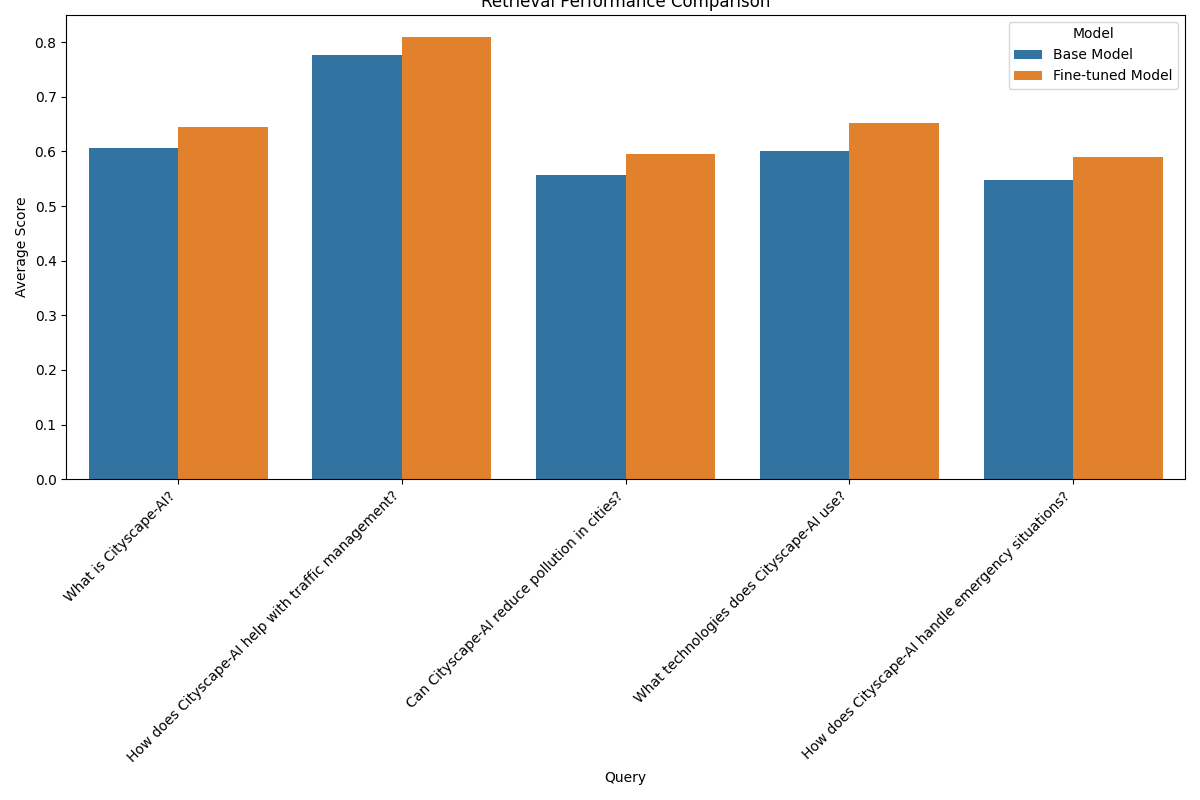 Retrieval Performance Comparison
Model
Base Model
Fine-tuned Model
Average Score
0.8
0.7
0.6
0.5
0.4
0.3
0.2
0.1
0.0
What is Cityscape-AI?
How does Cityscape-AI help with traffic management?
Can Cityscape-AI reduce pollution in cities?
What technologies does Cityscape-AI use?
How does Cityscape-AI handle emergency situations?
Query